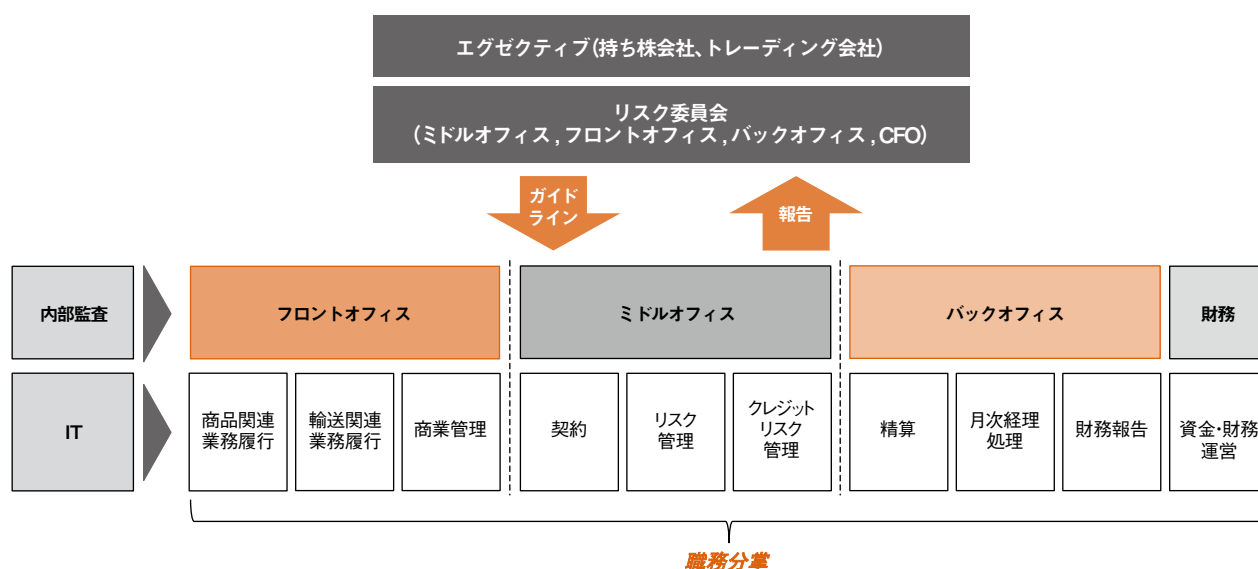 エグゼクティブ(持ち株会社、トレーディング会社)
リスク委員会
(ミドルオフィス , フロントオフィス , バックオフィス , CFO)
ガイド
ライン
報告
内部監査
フロントオフィス
ミドルオフィス
バックオフィス
財務
IT
商品関連
業務履行
輸送関連
業務履行
商業管理
契約
リスク
管理
クレジット
リスク
管理
精算
月次経理
処理
財務報告
資金・財務
運営
職務分掌